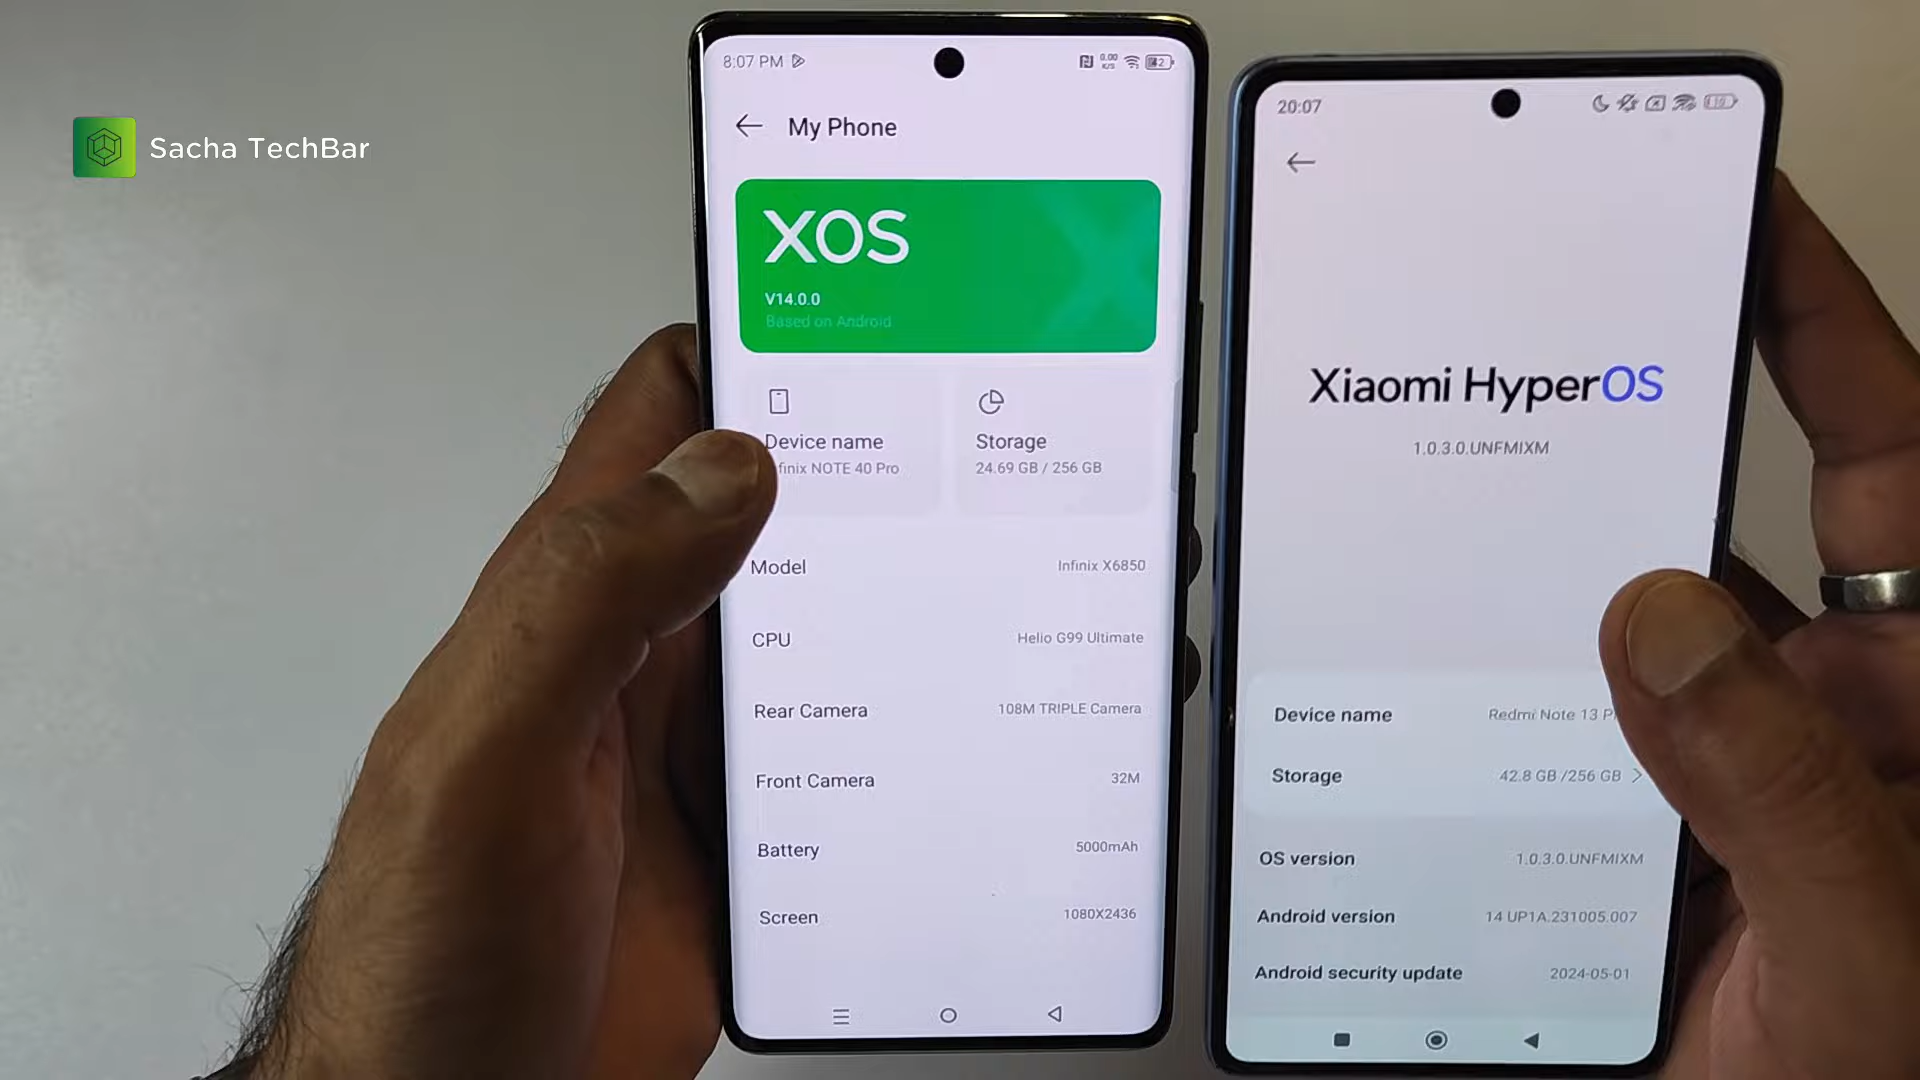 Sacha TechBar
8:07 PM
0.00
K/S
My Phone
XOS
V14.0.0
Based on Android
Device name
finix NOTE 40 Pro
Storage
24.69 GB / 256 GB
Model
Infinix X6850
CPU
Helio G99 Ultimate
Rear Camera
108M TRIPLE Camera
Front Camera
32M
Battery
5000mAh
Screen
1080X2436
20:07
Xiaomi HyperOS
1.0.3.0.UNFMIXM
Device name
Redmi Note 13 P
Storage
42.8 GB /256 GB
OS version
1.0.3.0.UNFMIXM
Android version
14 UP1A.231005.007
Android security update
2024-05-01